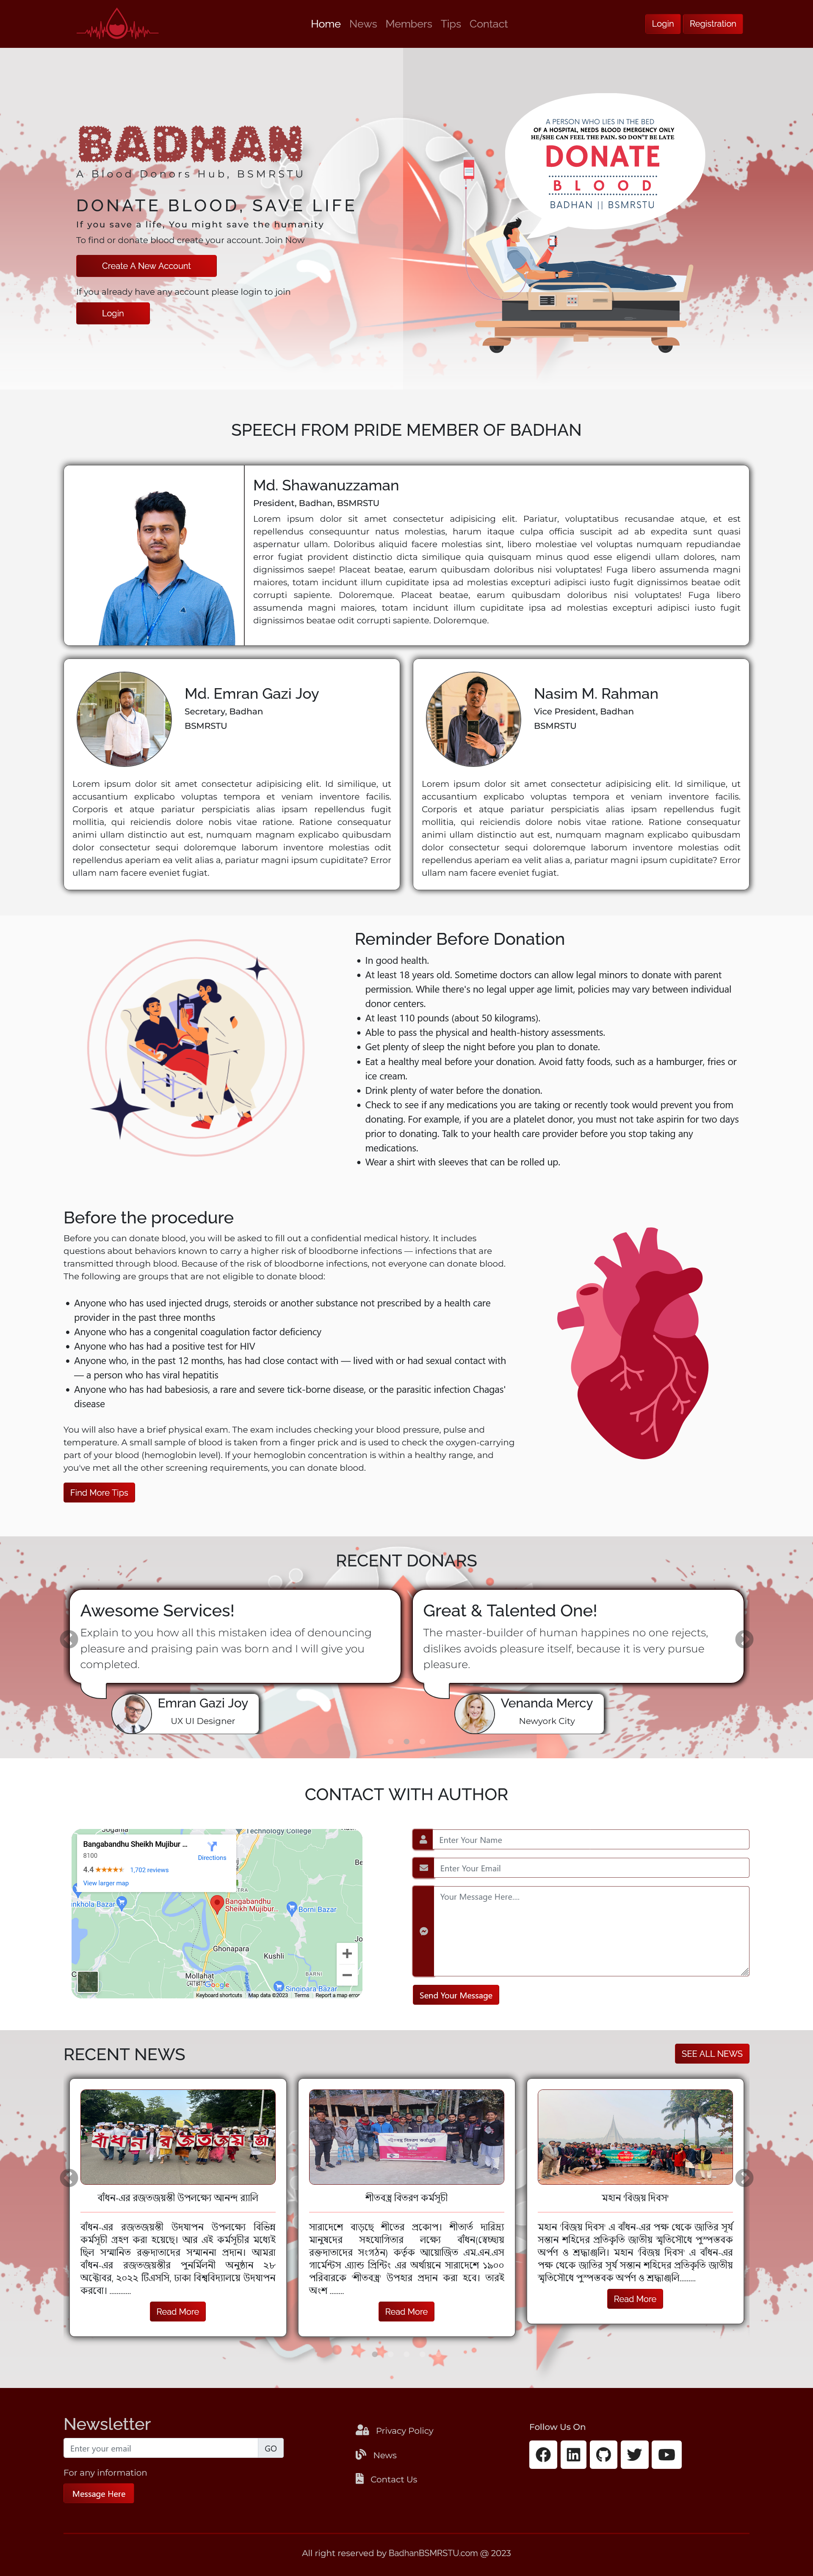 Home News Members Tips Contact
Login Registration
BADHAN
A Blood Donors Hub, BSMRSTU
DONATE BLOOD, SAVE LIFE
If you save a life, You might save the humanity
To find or donate blood create your account. Join Now
Create A New Account
If you already have any account please login to join
Login
A PERSON WHO LIES IN THE BED
OF A HOSPITAL, NEEDS BLOOD EMERGENCY ONLY
HE/SHE CAN FEEL THE PAIN. SO DON'T BE LATE
DONATE
BLOOD
BADHAN || BSMRSTU
SPEECH FROM PRIDE MEMBER OF BADHAN
Md. Shawanuzzaman
President, Badhan, BSMRSTU
Lorem ipsum dolor sit amet consectetur adipisicing elit. Pariatur, voluptatibus recusandae atque, et est
repellendus consequuntur natus molestias, harum itaque culpa officia suscipit ad ab expedita sunt quasi
aspernatur ullam. Doloribus aliquid facere molestias sint, libero molestiae vel voluptas numquam repudiandae
error fugiat provident distinctio dicta similique quia quisquam minus quod esse eligendi ullam dolores, nam
dignissimos saepe! Placeat beatae, earum quibusdam doloribus nisi voluptates! Fuga libero assumenda magni
maiores, totam incidunt illum cupiditate ipsa ad molestias excepturi adipisci iusto fugit dignissimos beatae odit
corrupti sapiente. Doloremque. Placeat beatae, earum quibusdam doloribus nisi voluptates! Fuga libero
assumenda magni maiores, totam incidunt illum cupiditate ipsa ad molestias excepturi adipisci iusto fugit
dignissimos beatae odit corrupti sapiente. Doloremque.
Md. Emran Gazi Joy
Secretary, Badhan
BSMRSTU
Lorem ipsum dolor sit amet consectetur adipisicing elit. Id similique, ut
accusantium explicabo voluptas tempora et veniam inventore facilis.
Corporis et atque pariatur perspiciatis alias ipsam repellendus fugit
mollitia, qui reiciendis dolore nobis vitae ratione. Ratione consequatur
animi ullam distinctio aut est, numquam magnam explicabo quibusdam
dolor consectetur sequi doloremque laborum inventore molestias odit
repellendus aperiam ea velit alias a, pariatur magni ipsum cupiditate? Error
ullam nam facere eveniet fugiat.
Nasim M. Rahman
Vice President, Badhan
BSMRSTU
Lorem ipsum dolor sit amet consectetur adipisicing elit. Id similique, ut
accusantium explicabo voluptas tempora et veniam inventore facilis.
Corporis et atque pariatur perspiciatis alias ipsam repellendus fugit
mollitia, qui reiciendis dolore nobis vitae ratione. Ratione consequatur
animi ullam distinctio aut est, numquam magnam explicabo quibusdam
dolor consectetur sequi doloremque laborum inventore molestias odit
repellendus aperiam ea velit alias a, pariatur magni ipsum cupiditate? Error
ullam nam facere eveniet fugiat.
Reminder Before Donation
In good health.
At least 18 years old. Sometime doctors can allow legal minors to donate with parent
permission. While there's no legal upper age limit, policies may vary between individual
donor centers.
At least 110 pounds (about 50 kilograms).
Able to pass the physical and health-history assessments.
Get plenty of sleep the night before you plan to donate.
Eat a healthy meal before your donation. Avoid fatty foods, such as a hamburger, fries or
ice cream.
Drink plenty of water before the donation.
Check to see if any medications you are taking or recently took would prevent you from
donating. For example, if you are a platelet donor, you must not take aspirin for two days
prior to donating. Talk to your health care provider before you stop taking any
medications.
Wear a shirt with sleeves that can be rolled up.
Before the procedure
Before you can donate blood, you will be asked to fill out a confidential medical history. It includes
questions about behaviors known to carry a higher risk of bloodborne infections — infections that are
transmitted through blood. Because of the risk of bloodborne infections, not everyone can donate blood.
The following are groups that are not eligible to donate blood:
Anyone who has used injected drugs, steroids or another substance not prescribed by a health care
provider in the past three months
Anyone who has a congenital coagulation factor deficiency
Anyone who has had a positive test for HIV
Anyone who, in the past 12 months, has had close contact with — lived with or had sexual contact with
— a person who has viral hepatitis
Anyone who has had babesiosis, a rare and severe tick-borne disease, or the parasitic infection Chagas'
disease
You will also have a brief physical exam. The exam includes checking your blood pressure, pulse and
temperature. A small sample of blood is taken from a finger prick and is used to check the oxygen-carrying
part of your blood (hemoglobin level). If your hemoglobin concentration is within a healthy range, and
you've met all the other screening requirements, you can donate blood.
Find More Tips
RECENT DONARS
Awesome Services!
Explain to you how all this mistaken idea of denouncing
pleasure and praising pain was born and I will give you
completed.
Emran Gazi Joy
UX UI Designer
Great & Talented One!
The master-builder of human happines no one rejects,
dislikes avoids pleasure itself, because it is very pursue
pleasure.
Venanda Mercy
Newyork City
CONTACT WITH AUTHOR
Technology College
Bangabandhu Sheikh Mujibur ...
8100
4.4 1,702 reviews
View larger map
Directions
nkhola Bazar
Bangabandhu
Sheikh Mujibur.
Borni Bazar
Ghonapara
Kushli
Mollahat
BARNI
Singipara Bazar
Google
Keyboard shortcuts Map data ©2023 Terms Report a map error
Enter Your Name
Enter Your Email
Your Message Here...
Send Your Message
RECENT NEWS
SEE ALL NEWS
বাঁধন-এর রজতজয়ন্তী উপলক্ষ্যে আনন্দ র‍্যালি
বাঁধন-এর রজতজয়ন্তী উদযাপন উপলক্ষ্যে বিভিন্ন
কর্মসূচী গ্রহণ করা হয়েছে। আর এই কর্মসূচীর মধ্যেই
ছিল সম্মানিত রক্তদাতাদের সম্মাননা প্রদান। আমরা
বাঁধন-এর রজতজয়ন্তীর পুনর্মিলনী অনুষ্ঠান ২৮
অক্টোবর, ২০২২ টিএসসি, ঢাকা বিশ্ববিদ্যালয়ে উদযাপন
করবো। ............
Read More
শীতবস্ত্র বিতরণ কর্মসূচী
সারাদেশে বাড়ছে শীতের প্রকোপ। শীতার্ত দারিদ্র্য
মানুষদের সহযোগিতার লক্ষ্যে বাঁধন(স্বেচ্ছায়
রক্তদাতাদের সংগঠন) কর্তৃক আয়োজিত এম.এন.এস
গার্মেন্টস এ্যান্ড প্রিন্টিং এর অর্থায়নে সারাদেশে ১৯০০
পরিবারকে 'শীতবস্ত্র' উপহার প্রদান করা হবে। তারই
অংশ ........
Read More
মহান 'বিজয় দিবস'
মহান 'বিজয় দিবস' এ বাঁধন-এর পক্ষ থেকে জাতির সূর্য
সন্তান শহিদের প্রতিকৃতি জাতীয় স্মৃতিসৌধে পুস্পস্তবক
অর্পণ ও শ্রদ্ধাঞ্জলি। মহান 'বিজয় দিবস' এ বাঁধন-এর
পক্ষ থেকে জাতির সূর্য সন্তান শহিদের প্রতিকৃতি জাতীয়
স্মৃতিসৌধে পুস্পস্তবক অর্পণ ও শ্রদ্ধাঞ্জলি.........
Read More
Newsletter
Enter your email GO
For any information
Message Here
Privacy Policy
News
Contact Us
Follow Us On
All right reserved by BadhanBSMRSTU.com @ 2023